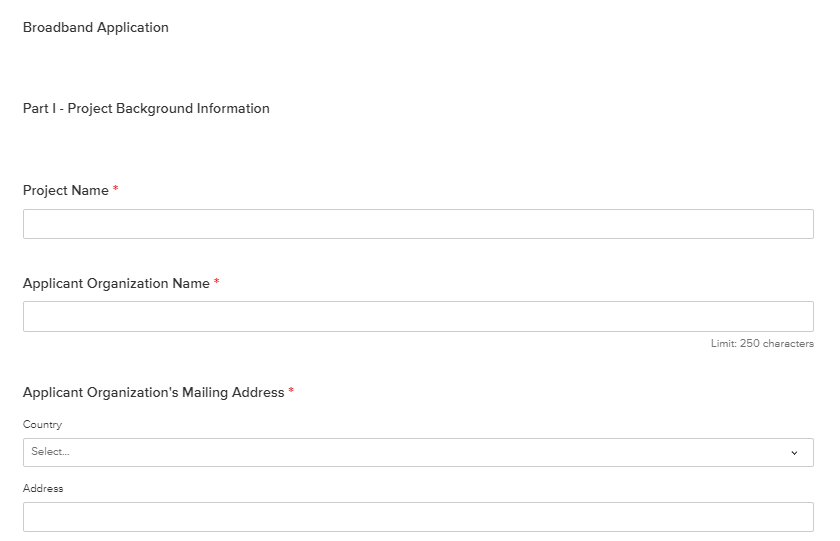 Broadband Application
Part I - Project Background Information
Project Name *
Applicant Organization Name *
Limit: 250 characters
Applicant Organization's Mailing Address *
Country
Select...
Address